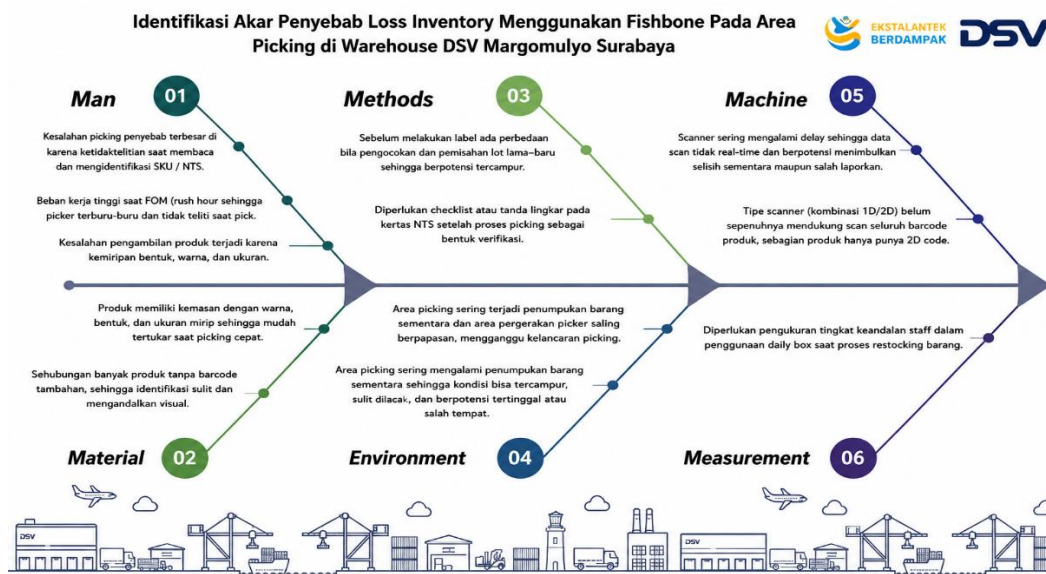 Identifikasi Akar Penyebab Loss Inventory Menggunakan Fishbone Pada Area
Picking di Warehouse DSV Margomulyo Surabaya
EKSTALANTEK
BERDAMPAK
DSV
Man
01
Kesalahan picking penyebab terbesar di
karena ketidaktelitian saat membaca
dan mengidentifikasi SKU / NTS.
Beban kerja tinggi saat FOM (rush hour sehingga
picker terburu-buru dan tidak teliti saat pick.
Kesalahan pengambilan produk terjadi karena
kemiripan bentuk, warna, dan ukuran.
Methods
03
Sebelum melakukan label ada perbedaan
bila pengocokan dan pemisahan lot lama-baru
sehingga berpotensi tercampur.
Diperlukan checklist atau tanda lingkar pada
kertas NTS setelah proses picking sebagai
bentuk verifikasi.
Machine
05
Scanner sering mengalami delay sehingga data
scan tidak real-time dan berpotensi menimbulkan
selisih sementara maupun salah laporkan.
Tipe scanner (kombinasi 1D/2D) belum
sepenuhnya mendukung scan seluruh barcode
produk, sebagian produk hanya punya 2D code.
Produk memiliki kemasan dengan warna,
bentuk, dan ukuran mirip sehingga mudah
tertukar saat picking cepat.
Sehubungan banyak produk tanpa barcode
tambahan, sehingga identifikasi sulit dan
mengandalkan visual.
Material
02
Area picking sering terjadi penumpukan barang
sementara dan area pergerakan picker saling
berpapasan, mengganggu kelancaran picking.
Area picking sering mengalami penumpukan barang
sementara sehingga kondisi bisa tercampur,
sulit dilacak, dan berpotensi tertinggal atau
salah tempat.
Environment
04
Diperlukan pengukuran tingkat keandalan staff dalam
penggunaan daily box saat proses restocking barang.
Measurement
06
DSV
DSV